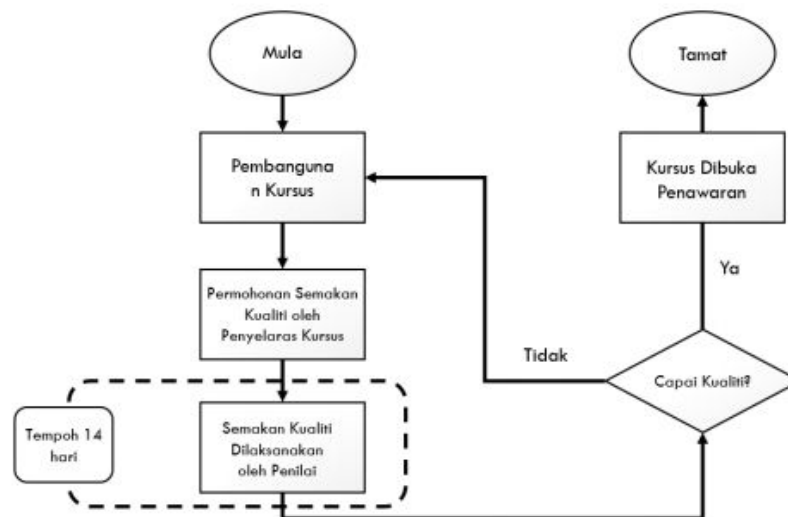 Mula
Pembanguna
n Kursus
Permohonan Semakan
Kualiti oleh
Penyelaras Kursus
Tempoh 14
hari
Semakan Kualiti
Dilaksanakan
oleh Penilai
Capai Kualiti?
Tidak
Ya
Kursus Dibuka
Penawaran
Tamat